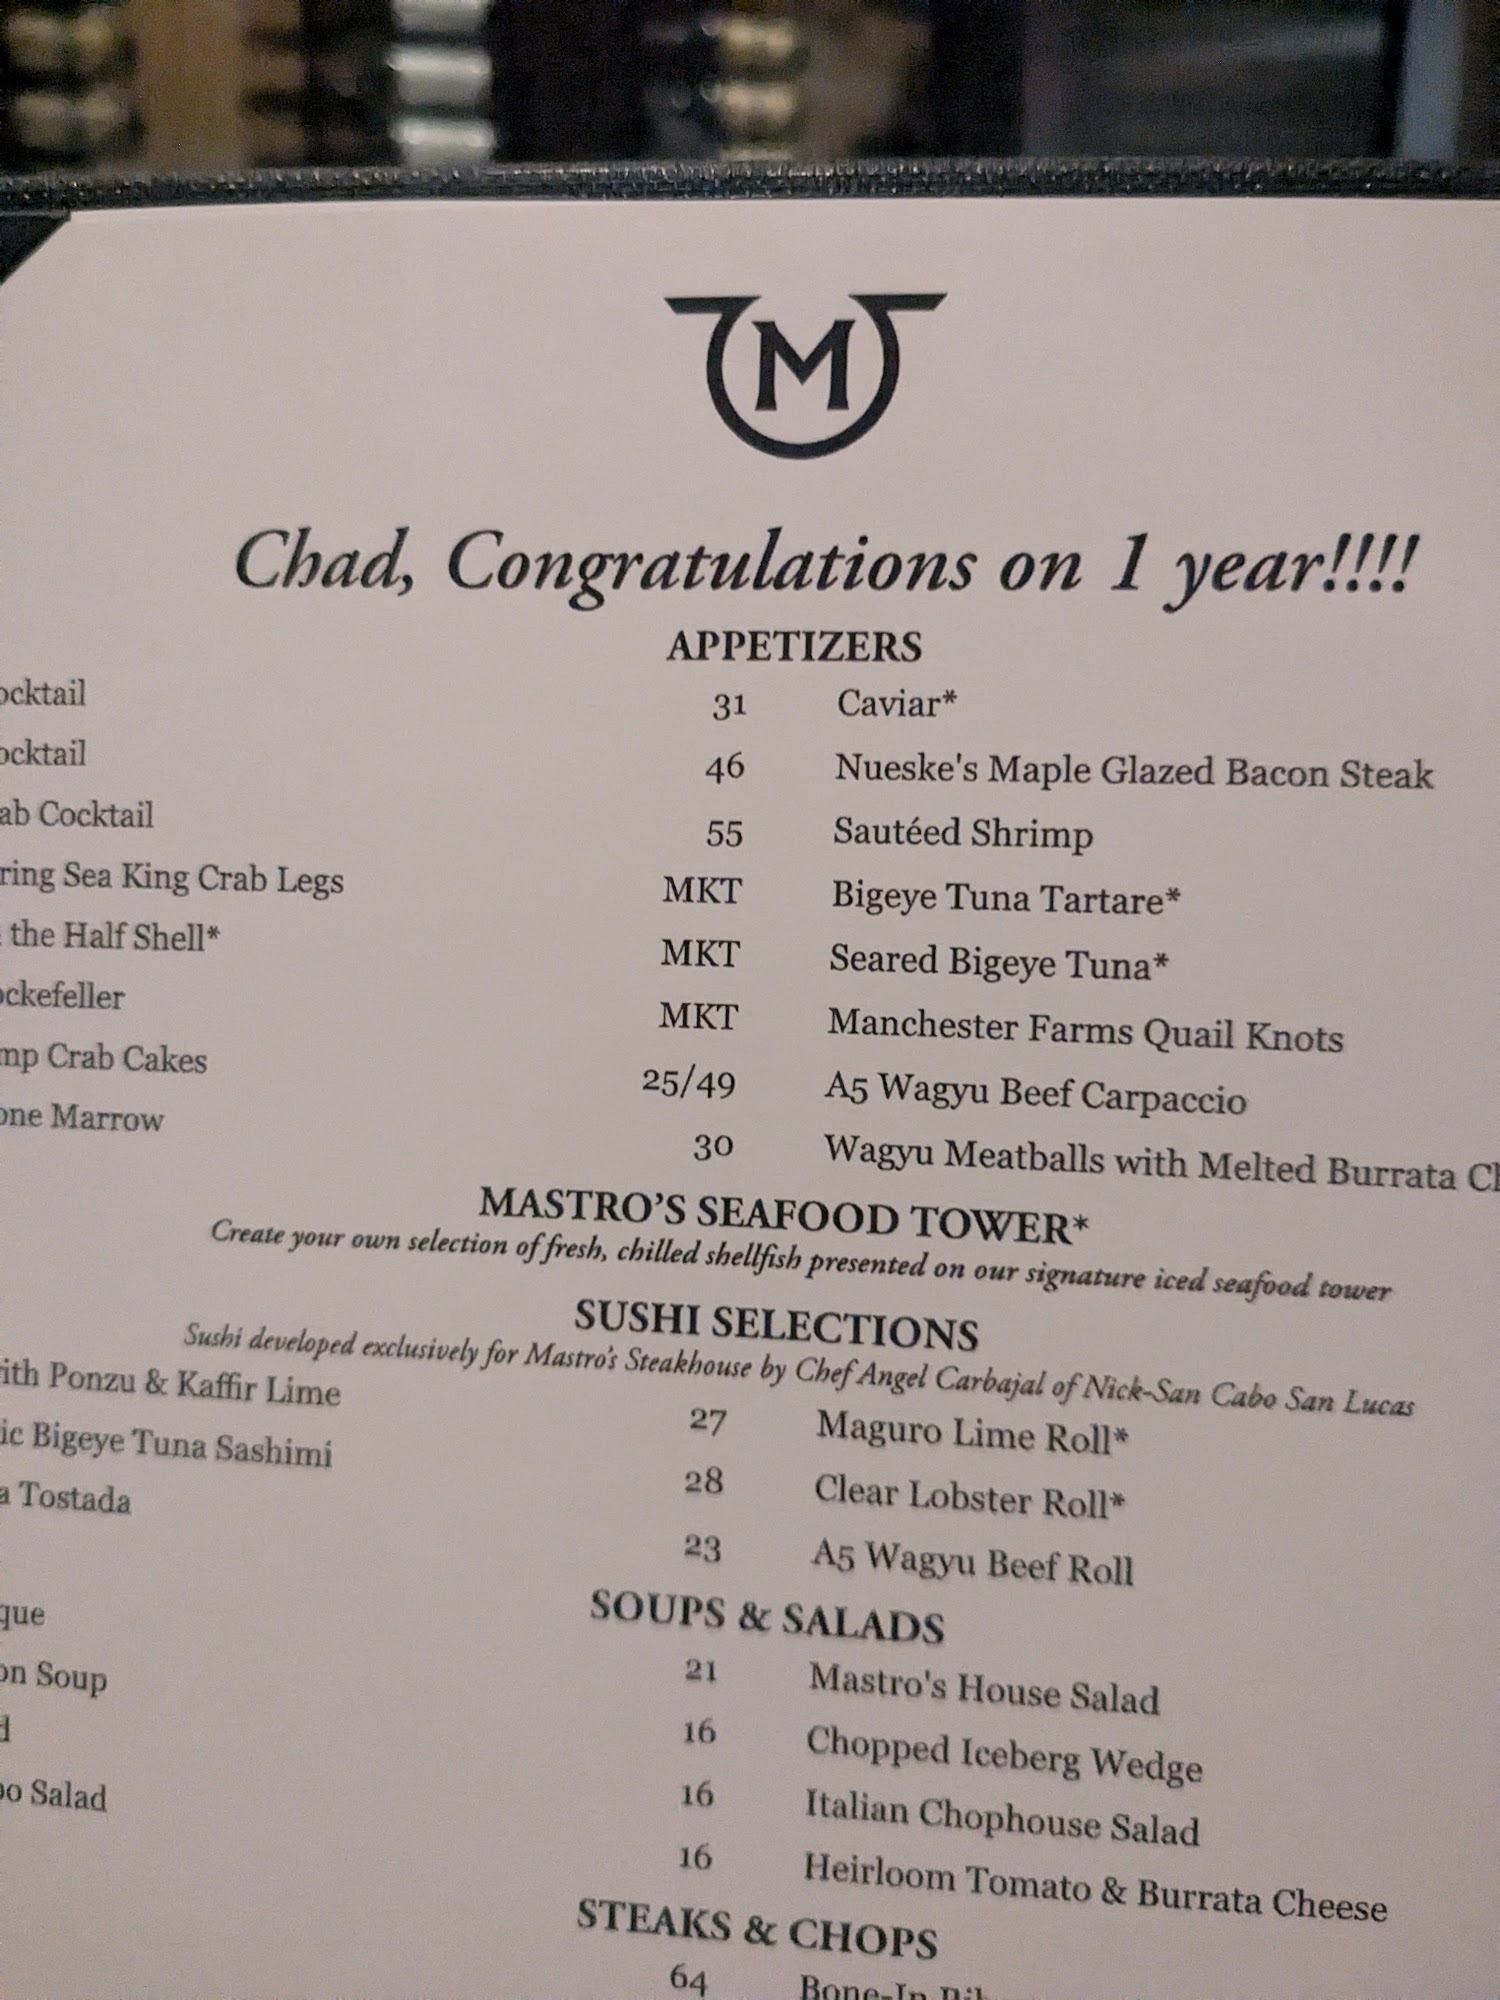 M
Chad, Congratulations on 1 year!!!!
APPETIZERS
ocktail 31 Caviar*
ocktail 46 Nueske's Maple Glazed Bacon Steak
ab Cocktail 55 Sautéed Shrimp
ring Sea King Crab Legs MKT Bigeye Tuna Tartare*
the Half Shell* MKT Seared Bigeye Tuna*
ockefeller MKT Manchester Farms Quail Knots
mp Crab Cakes 25/49 A5 Wagyu Beef Carpaccio
one Marrow 30 Wagyu Meatballs with Melted Burrata Ch
MASTRO'S SEAFOOD TOWER*
Create your own selection of fresh, chilled shellfish presented on our signature iced seafood tower
SUSHI SELECTIONS
Sushi developed exclusively for Mastro's Steakhouse by Chef Angel Carbajal of Nick-San Cabo San Lucas
ith Ponzu & Kaffir Lime 27 Maguro Lime Roll*
ic Bigeye Tuna Sashimi 28 Clear Lobster Roll*
a Tostada 23 A5 Wagyu Beef Roll
SOUPS & SALADS
que 21 Mastro's House Salad
on Soup 16 Chopped Iceberg Wedge
d 16 Italian Chophouse Salad
oo Salad 16 Heirloom Tomato & Burrata Cheese
STEAKS & CHOPS
64 Bone-In